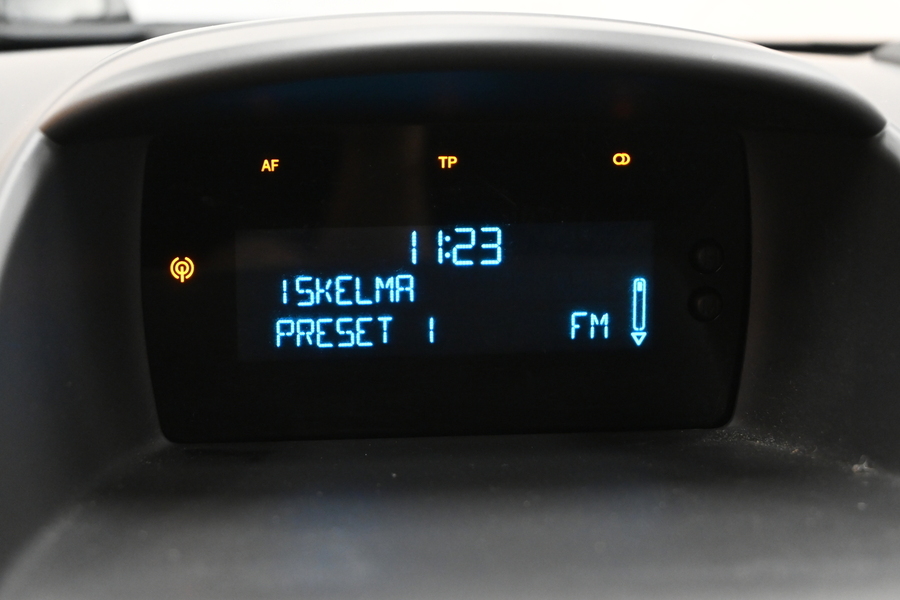 AF TP
11:23
ISKELMA
PRESET 1 FM